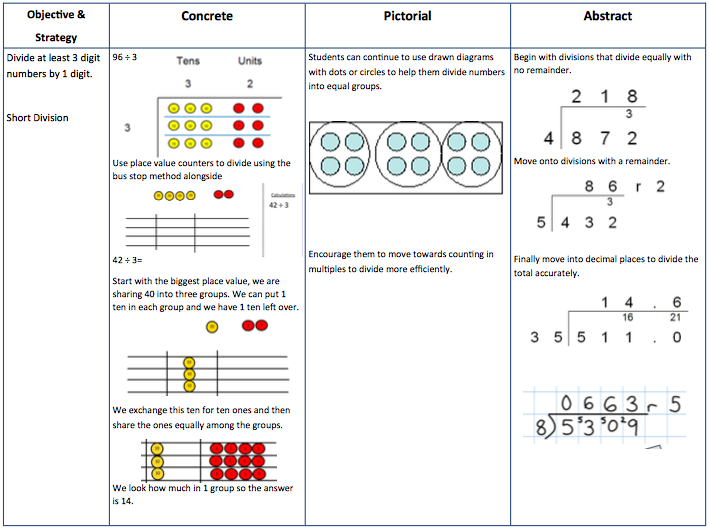 Objective &
Strategy
Concrete
Pictorial
Abstract
Divide at least 3 digit
numbers by 1 digit.
Short Division
96 ÷ 3
Tens Units
3 2
3
Use place value counters to divide using the
bus stop method alongside
Calculations
42 ÷ 3
42 ÷ 3=
Start with the biggest place value, we are
sharing 40 into three groups. We can put 1
ten in each group and we have 1 ten left over.
We exchange this ten for ten ones and then
share the ones equally among the groups.
We look how much in 1 group so the answer
is 14.
Students can continue to use drawn diagrams
with dots or circles to help them divide numbers
into equal groups.
Encourage them to move towards counting in
multiples to divide more efficiently.
Begin with divisions that divide equally with
no remainder.
2 1 8
3
4 8 7 2
Move onto divisions with a remainder.
8 6 r 2
3
5 4 3 2
Finally move into decimal places to divide the
total accurately.
1 4 . 6
16 21
3 5 5 1 1 . 0
0 6 6 3 r 5
8) 5 ⁵3 ⁵0 ²9